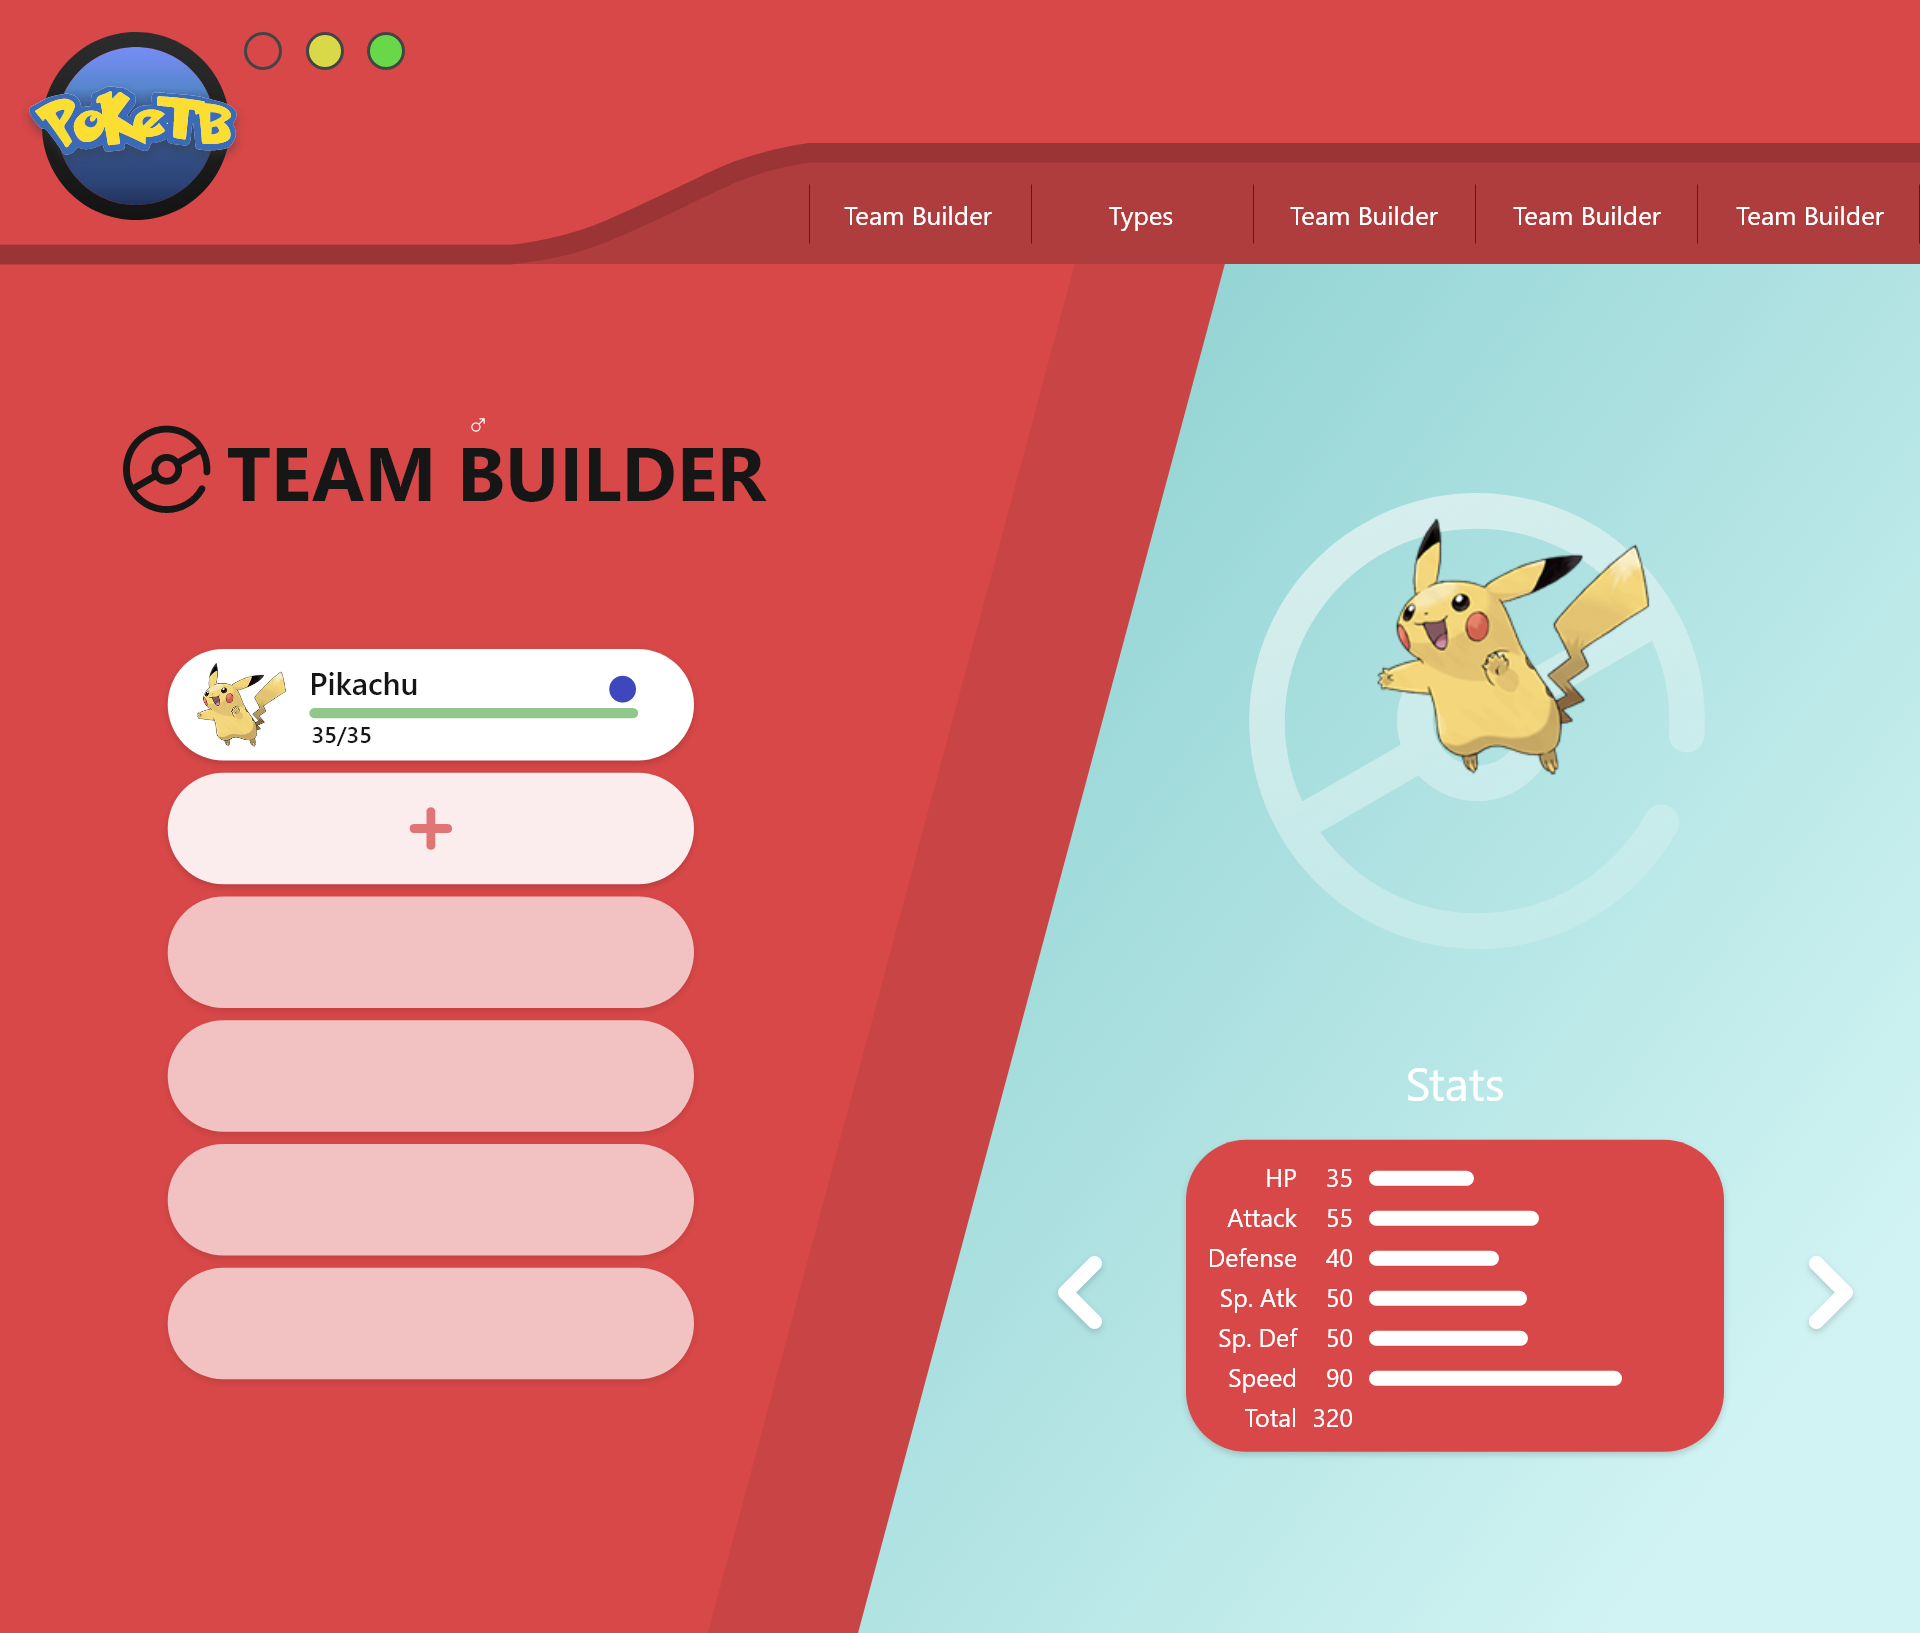 PoKeTB
Team Builder
Types
Team Builder
Team Builder
Team Builder
♂
TEAM BUILDER
Pikachu
35/35
Stats
HP 35
Attack 55
Defense 40
Sp. Atk 50
Sp. Def 50
Speed 90
Total 320